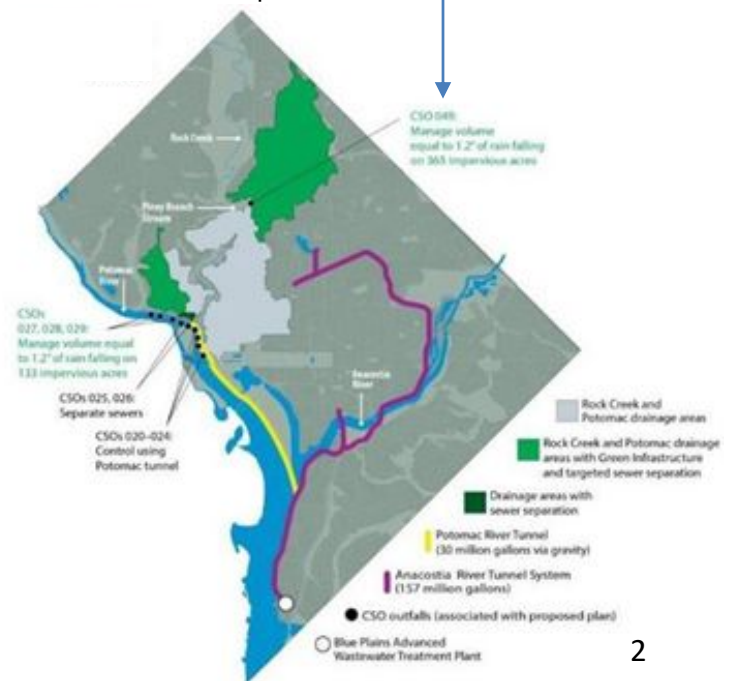 CSO 049:
Manage volume
equal to 1.2" of rain falling
on 365 impervious acres
Rock Creek
Piney Branch
Stream
Potomac
River
CSOs
027, 028, 029:
Manage volume equal
to 1.2" of rain falling on
133 impervious acres
CSOs 025, 026:
Separate sewers
CSOs 020-024:
Control using
Potomac tunnel
Anacostia
River
Rock Creek and
Potomac drainage areas
Rock Creek and Potomac drainage
areas with Green Infrastructure
and targeted sewer separation
Drainage areas with
sewer separation
Potomac River Tunnel
(30 million gallons via gravity)
Anacostia River Tunnel System
(157 million gallons)
CSO outfalls (associated with proposed plan)
Blue Plains Advanced
Wastewater Treatment Plant
2